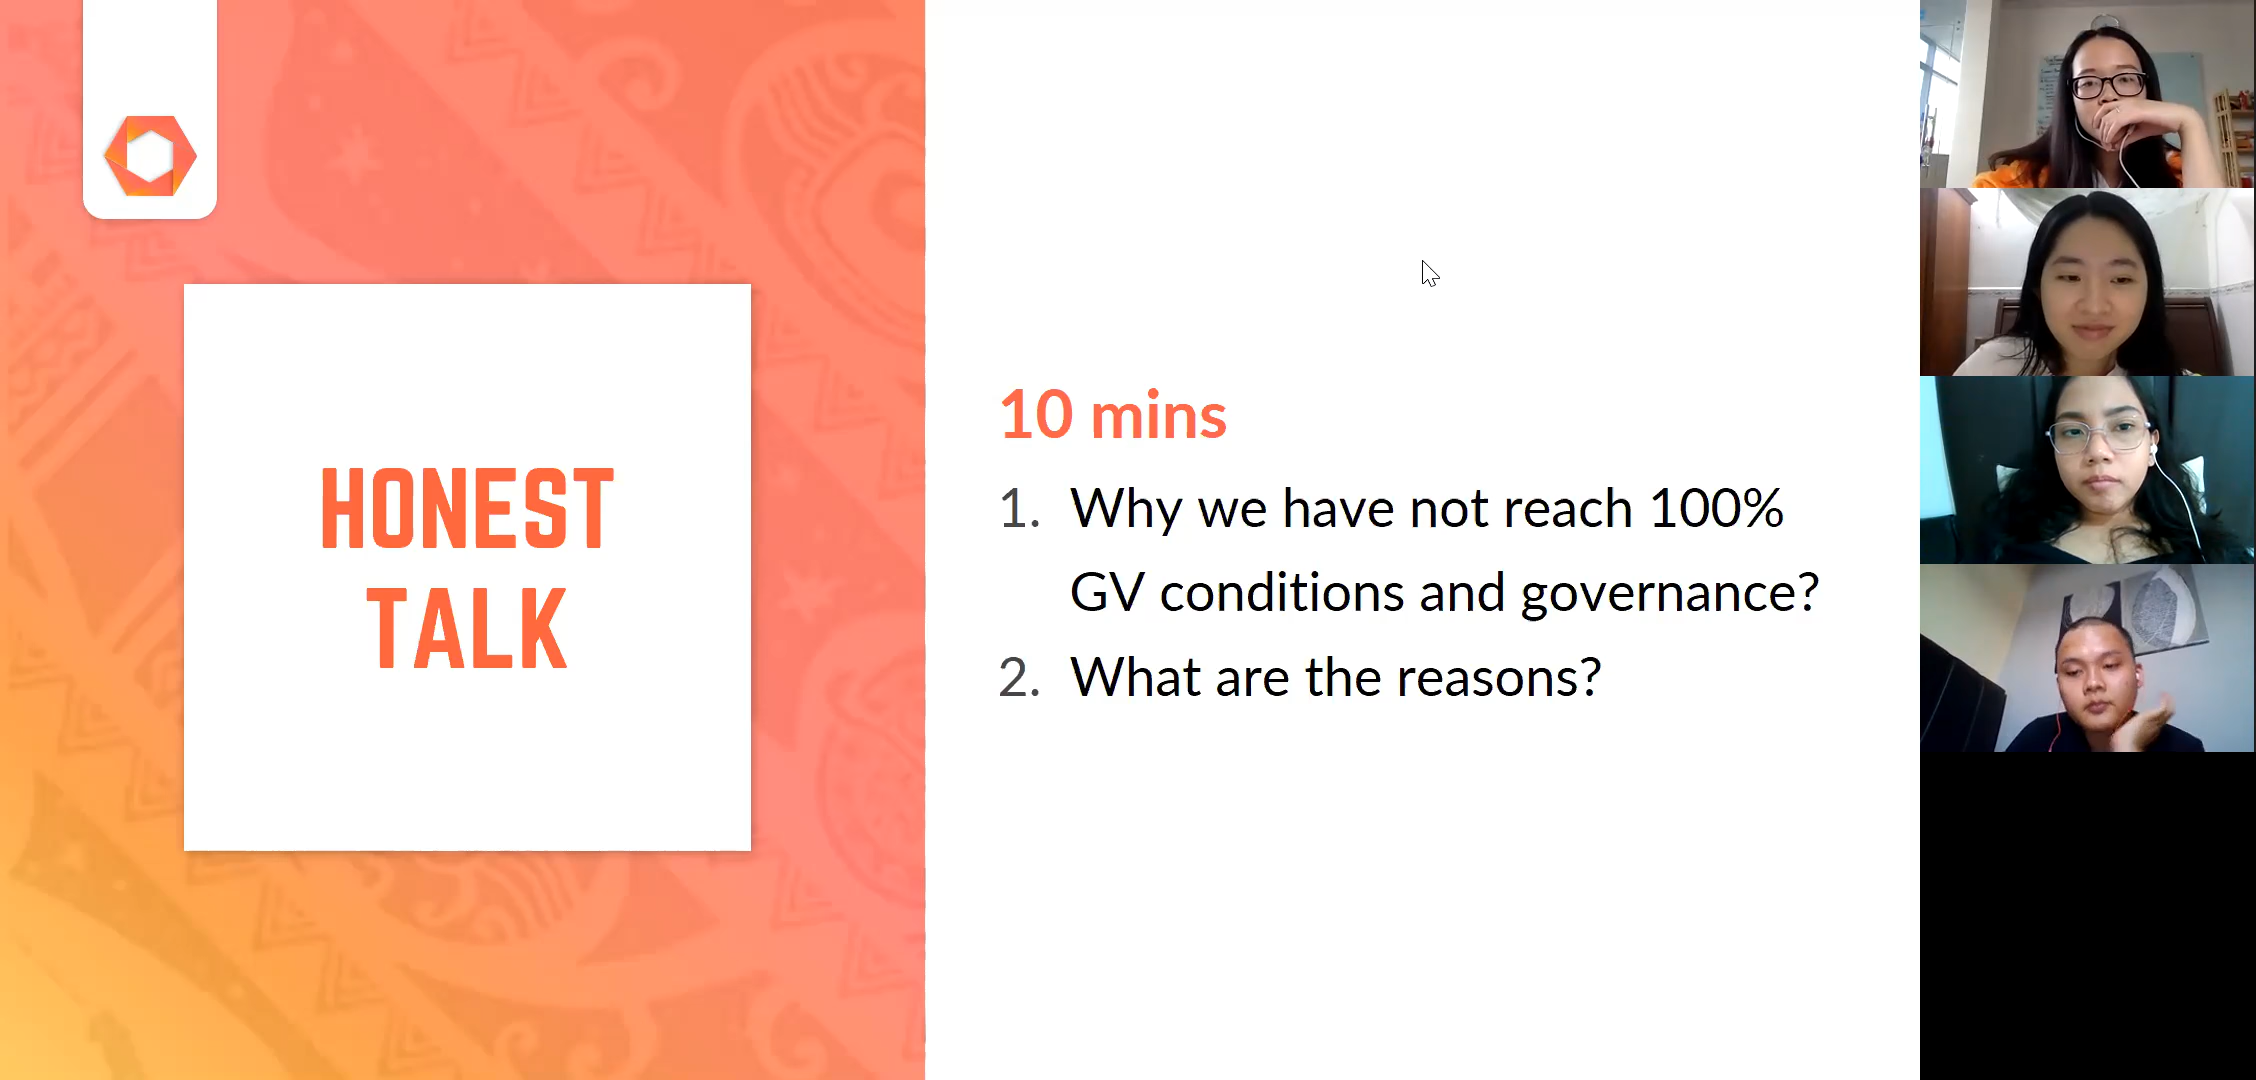 HONEST
TALK
10 mins
1. Why we have not reach 100%
GV conditions and governance?
2. What are the reasons?